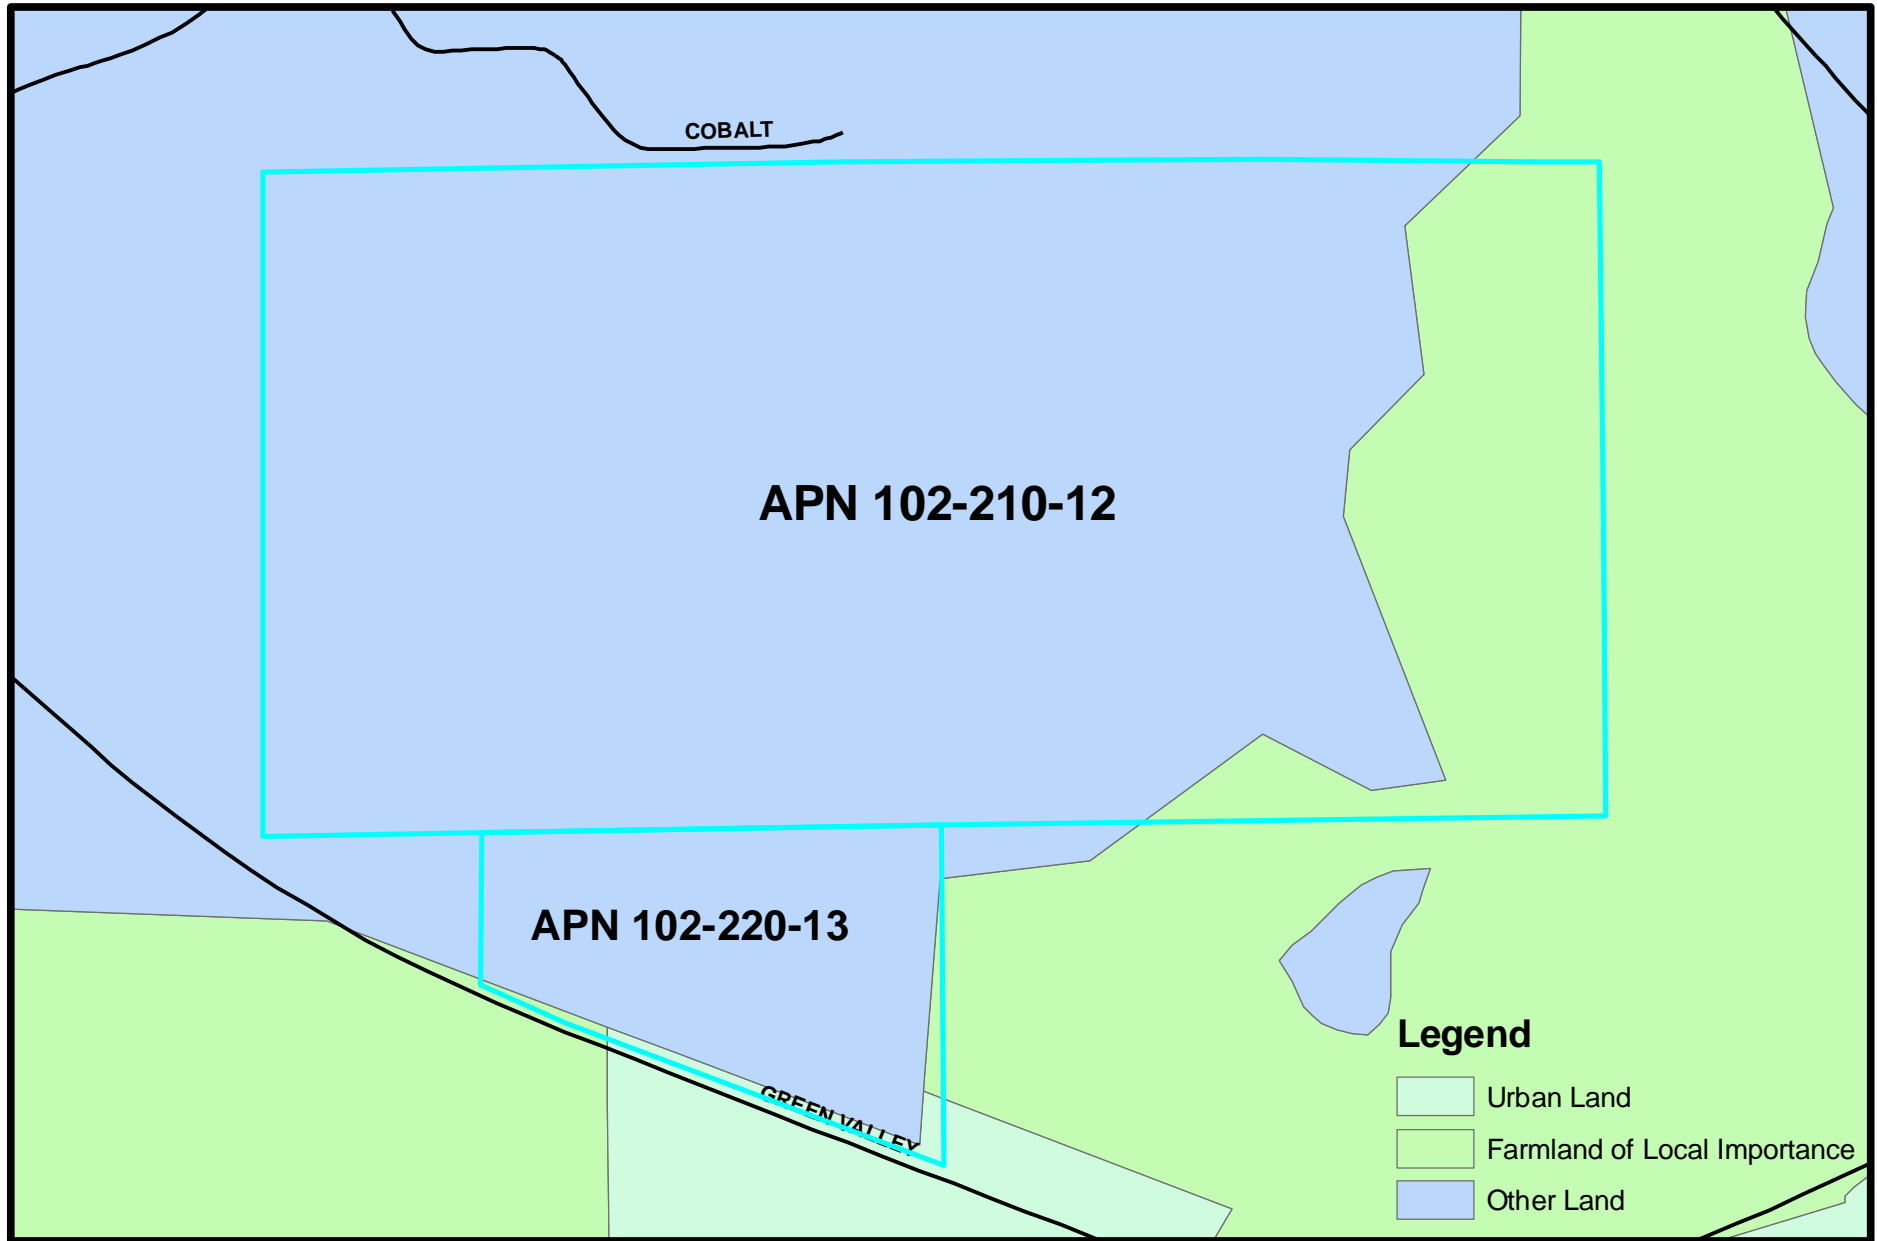 COBALT
APN 102-210-12
APN 102-220-13
GREEN VALLEY
Legend
Urban Land
Farmland of Local Importance
Other Land